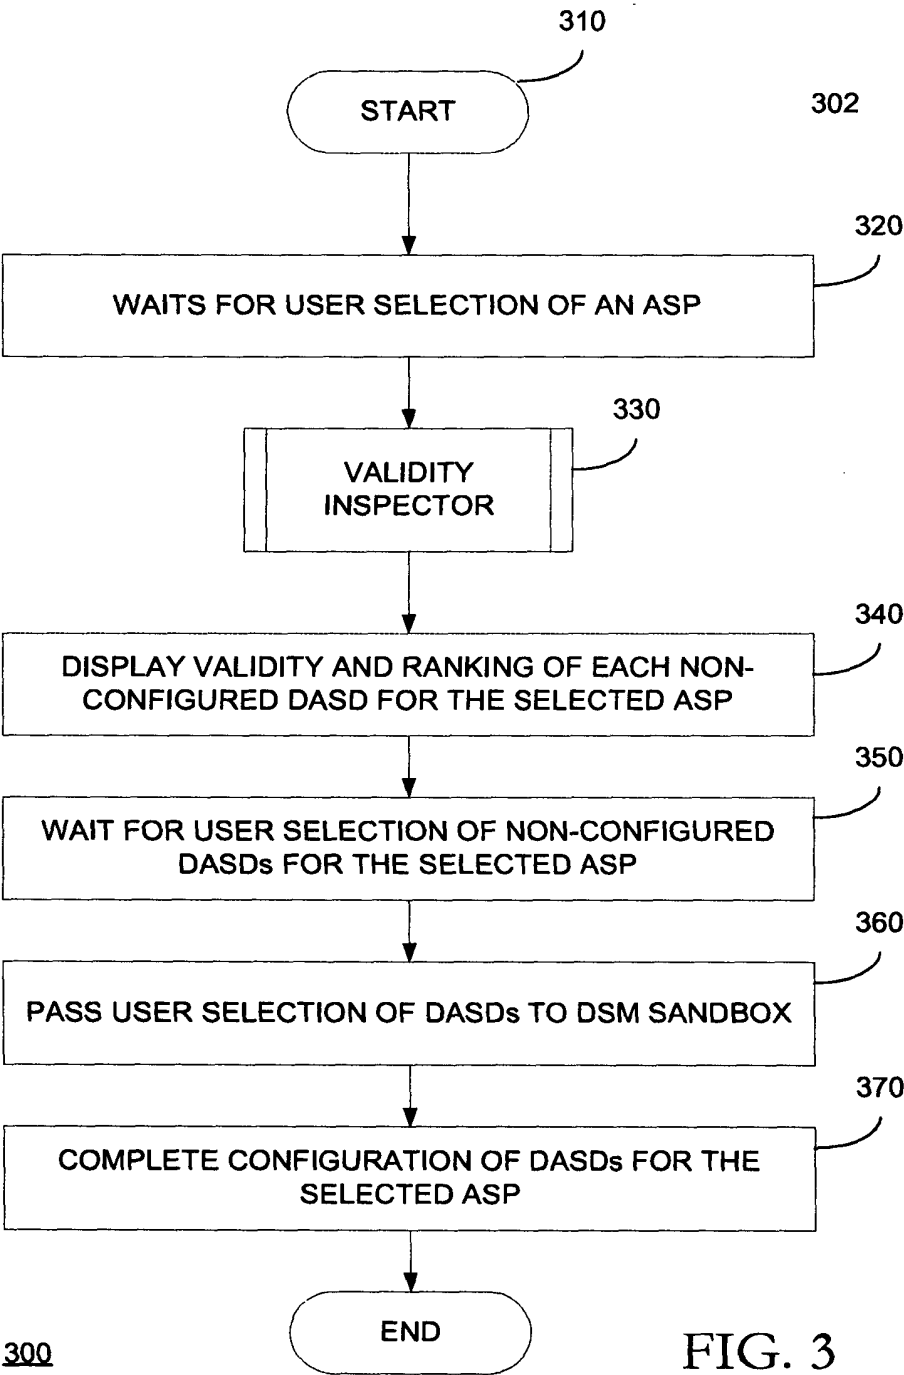 310
START
302
320
WAITS FOR USER SELECTION OF AN ASP
330
VALIDITY
INSPECTOR
340
DISPLAY VALIDITY AND RANKING OF EACH NON-
CONFIGURED DASD FOR THE SELECTED ASP
350
WAIT FOR USER SELECTION OF NON-CONFIGURED
DASDs FOR THE SELECTED ASP
360
PASS USER SELECTION OF DASDs TO DSM SANDBOX
370
COMPLETE CONFIGURATION OF DASDs FOR THE
SELECTED ASP
END
300
FIG. 3